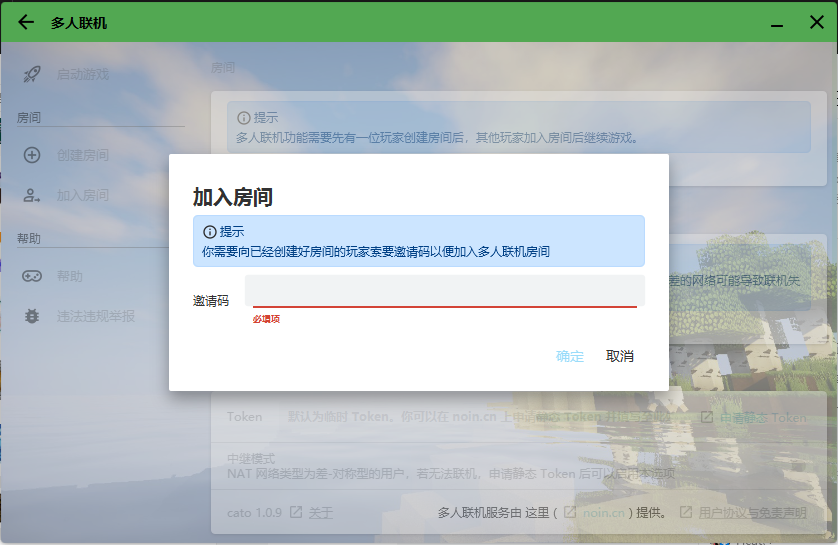 多人联机
启动游戏
房间
创建房间
加入房间
帮助
帮助
违法违规举报
房间
提示
多人联机功能需要先有一位玩家创建房间后，其他玩家加入房间后继续游戏。
加入房间
提示
你需要向已经创建好房间的玩家索要邀请码以便加入多人联机房间
邀请码
必填项
确定 取消
差的网络可能导致联机失
Token 默认为临时 Token。你可以在 noin.cn 上申请静态 Token 申请静态 Token
中继模式
NAT 网络类型为差-对称型的用户，若无法联机，申请静态 Token 后可以启用本选项
cato 1.0.9 关于 多人联机服务由 这里 ( noin.cn ) 提供。 用户协议与免责声明